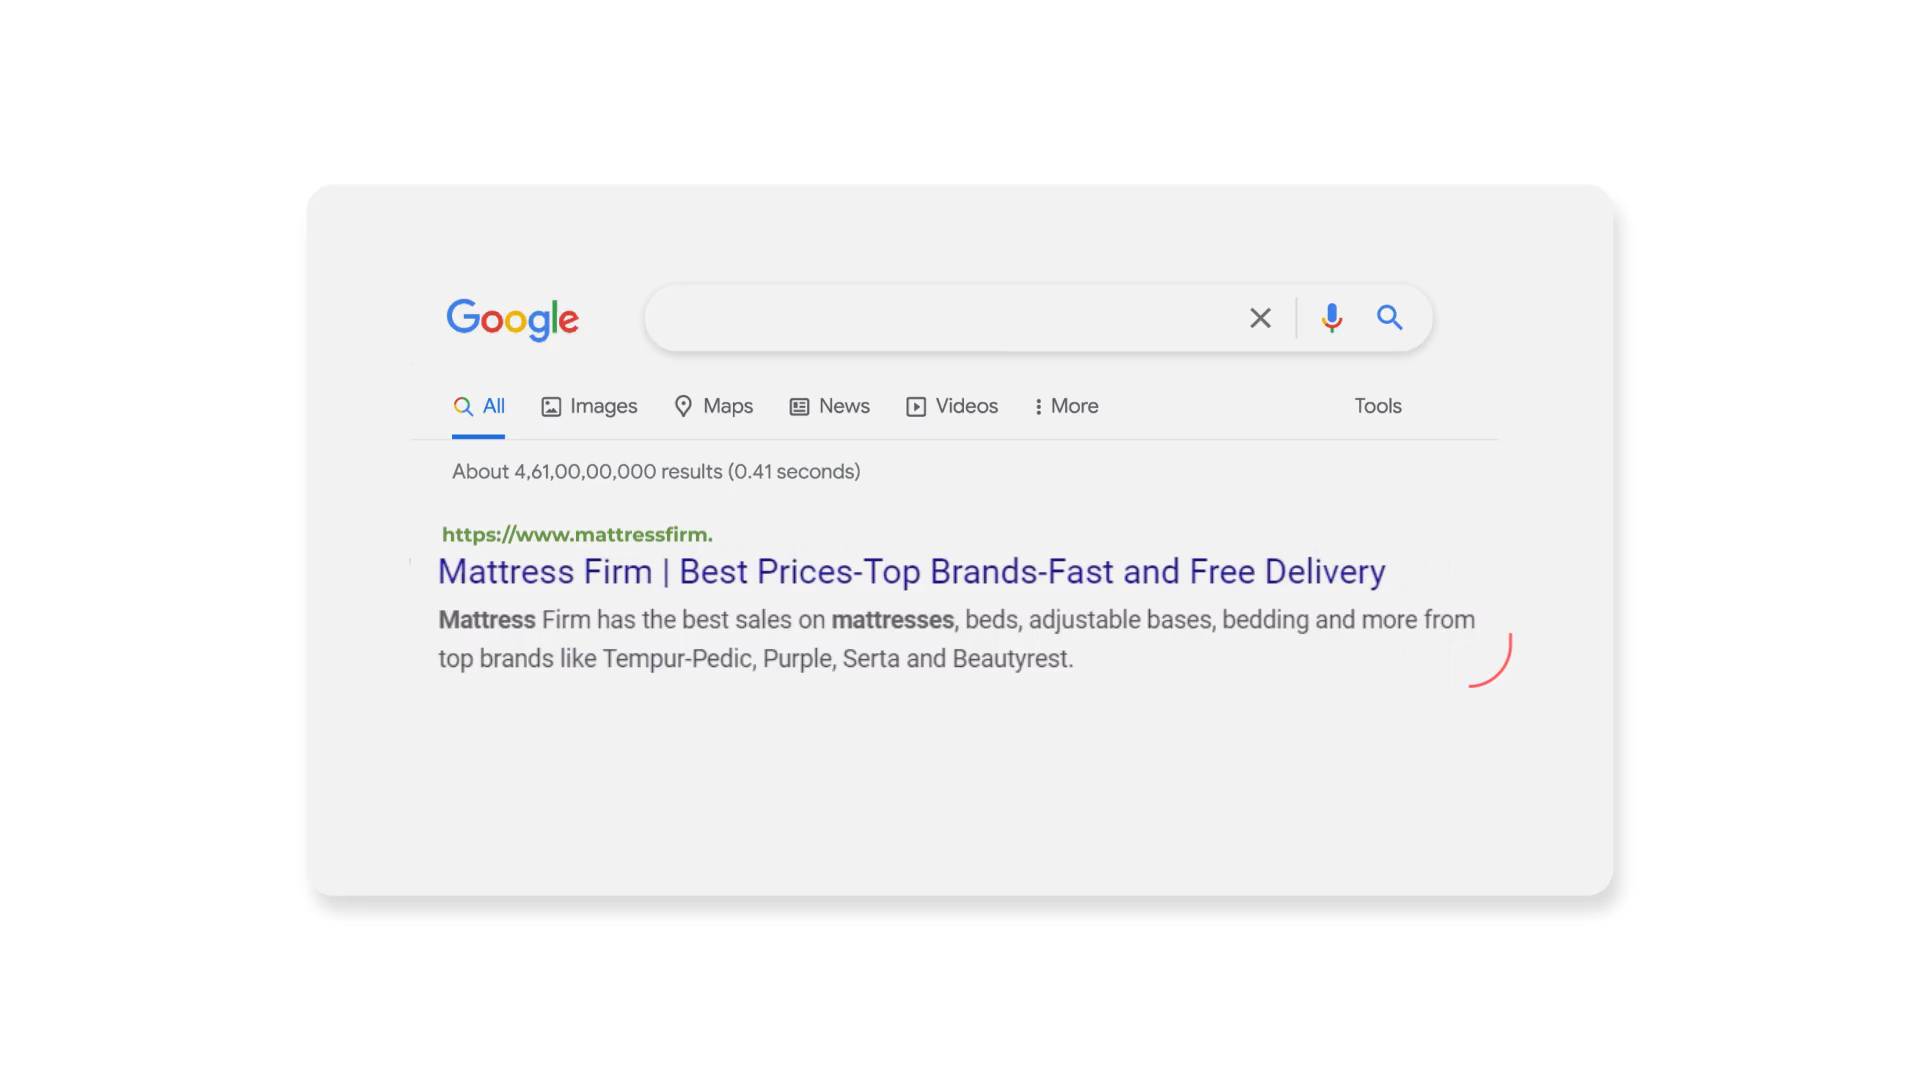 Google
All Images Maps News Videos More Tools
About 4,61,00,00,000 results (0.41 seconds)
https://www.mattressfirm.
Mattress Firm | Best Prices-Top Brands-Fast and Free Delivery
Mattress Firm has the best sales on mattresses, beds, adjustable bases, bedding and more from
top brands like Tempur-Pedic, Purple, Serta and Beautyrest.